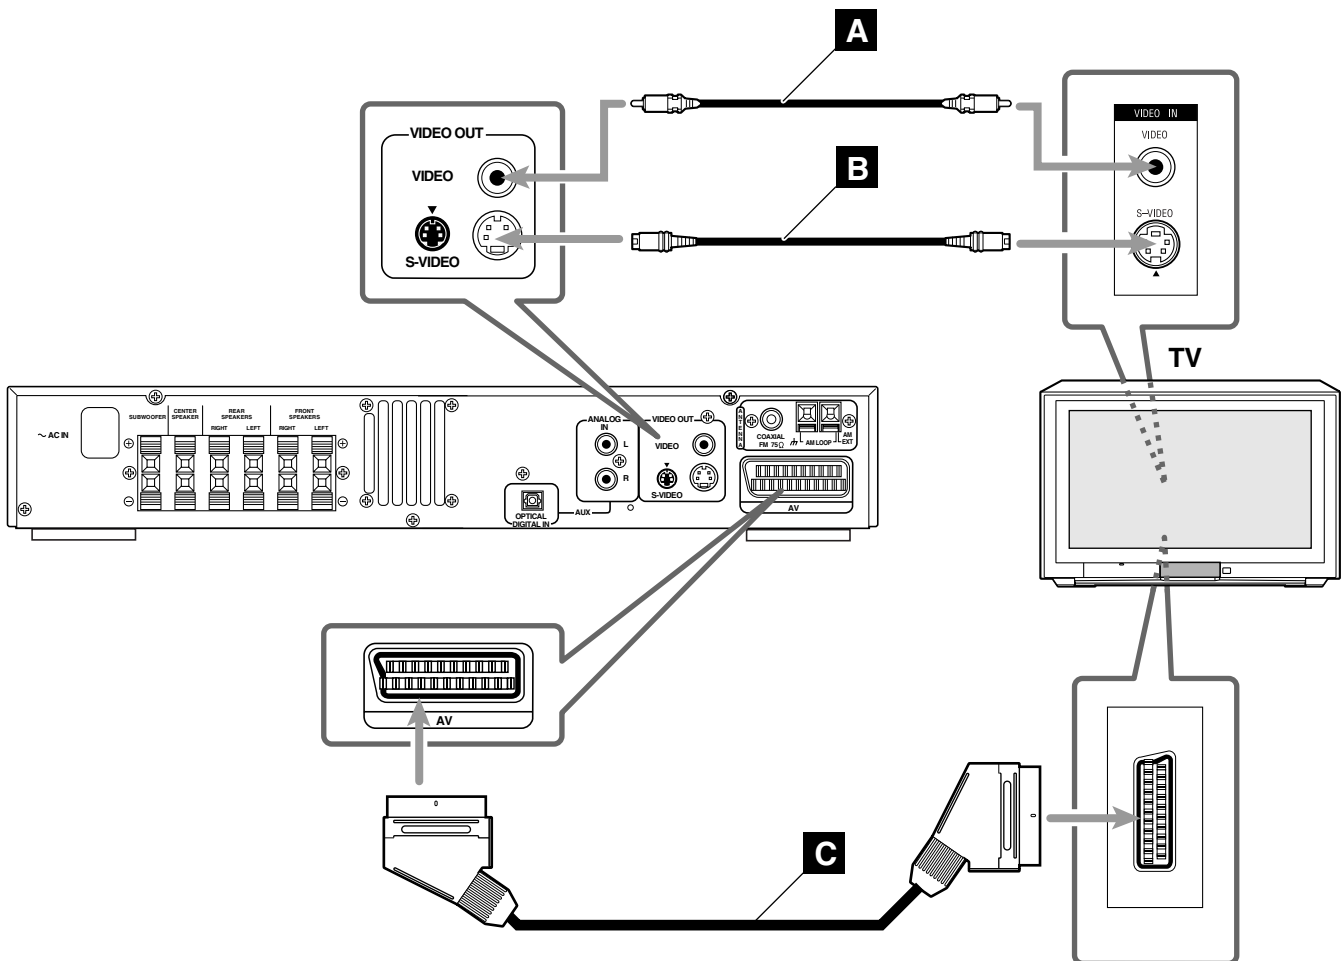 A
VIDEO OUT
VIDEO
S-VIDEO
B
VIDEO IN
VIDEO
S-VIDEO
TV
~ AC IN
SUBWOOFER
CENTER
SPEAKER
REAR
SPEAKERS
RIGHT LEFT
FRONT
SPEAKERS
RIGHT LEFT
+
+
−
−
OPTICAL
DIGITAL IN
AUX
ANALOG
IN
L
R
VIDEO OUT
VIDEO
S-VIDEO
ANTENNA
COAXIAL
FM 75Ω
AM LOOP
AM
EXT
AV
AV
C